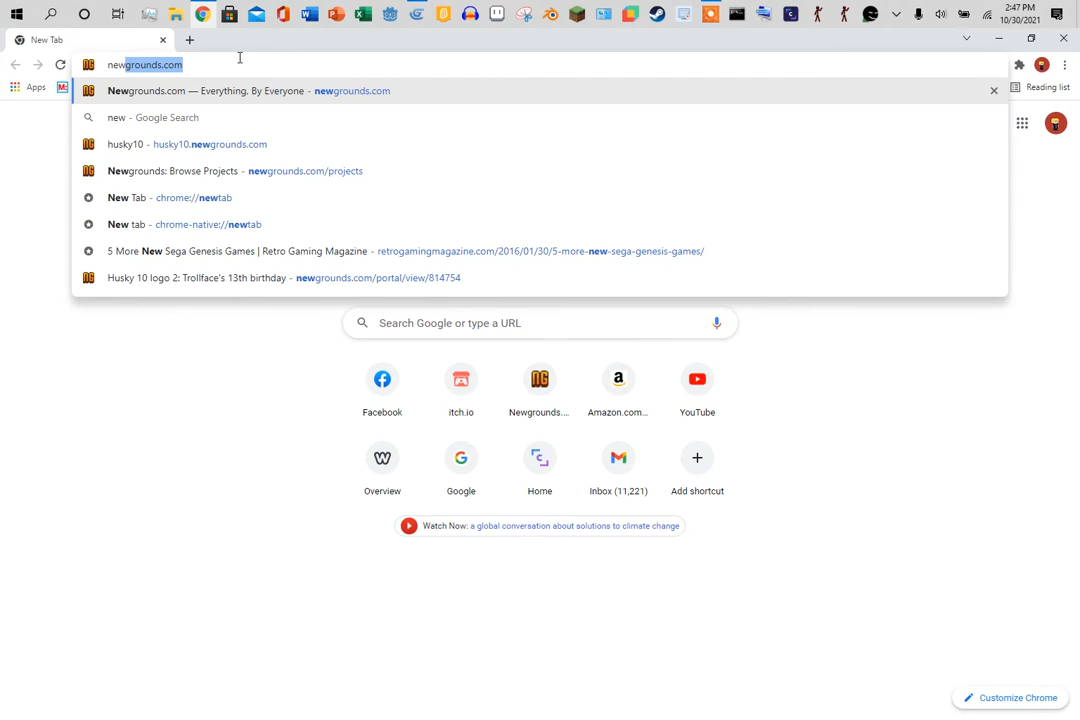 2:47 PM
10/30/2021
New Tab
newgrounds.com
Apps
Reading list
Newgrounds.com — Everything, By Everyone - newgrounds.com
new - Google Search
husky10 - husky10.newgrounds.com
Newgrounds: Browse Projects - newgrounds.com/projects
New Tab - chrome://newtab
New tab - chrome-native://newtab
5 More New Sega Genesis Games | Retro Gaming Magazine - retrogamingmagazine.com/2016/01/30/5-more-new-sega-genesis-games/
Husky 10 logo 2: Trollface's 13th birthday - newgrounds.com/portal/view/814754
Search Google or type a URL
Facebook
itch.io
Newgrounds....
Amazon.com...
YouTube
Overview
Google
Home
Inbox (11,221)
Add shortcut
Watch Now: a global conversation about solutions to climate change
Customize Chrome